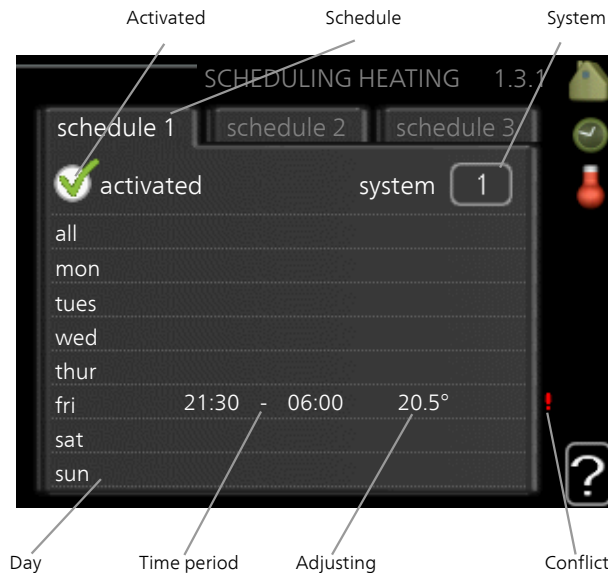 Activated Schedule System
SCHEDULING HEATING 1.3.1
schedule 1 schedule 2 schedule 3
activated system 1
all
mon
tues
wed
thur
fri 21:30 - 06:00 20.5° !
sat
sun
?
Day Time period Adjusting Conflict